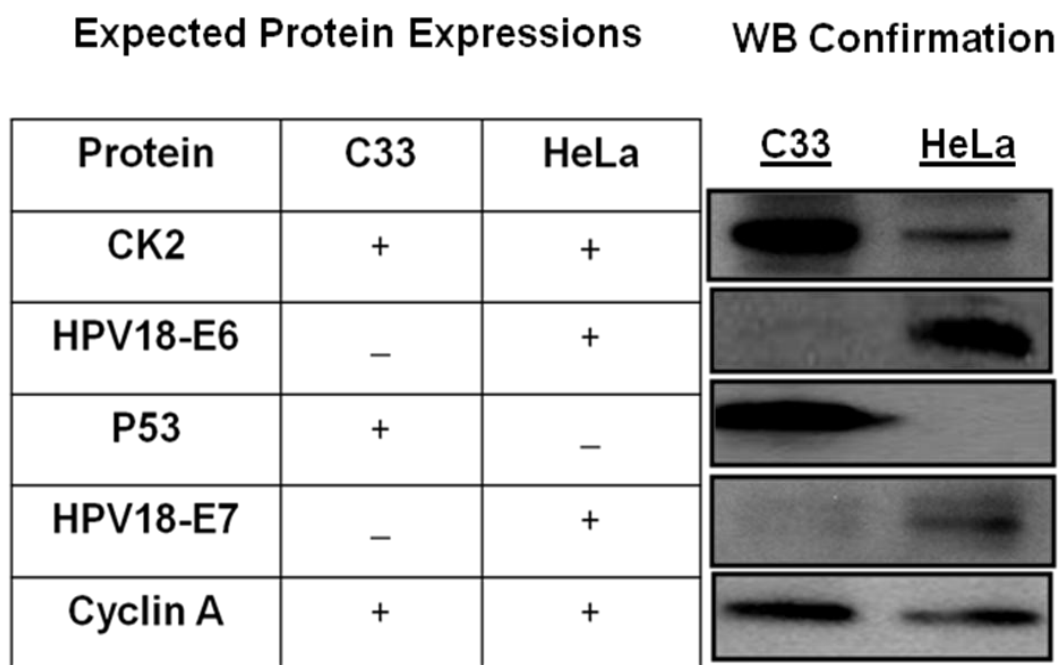 Expected Protein Expressions WB Confirmation
Protein C33 HeLa C33 HeLa
CK2 + +
HPV18-E6 – +
P53 + –
HPV18-E7 – +
Cyclin A + +